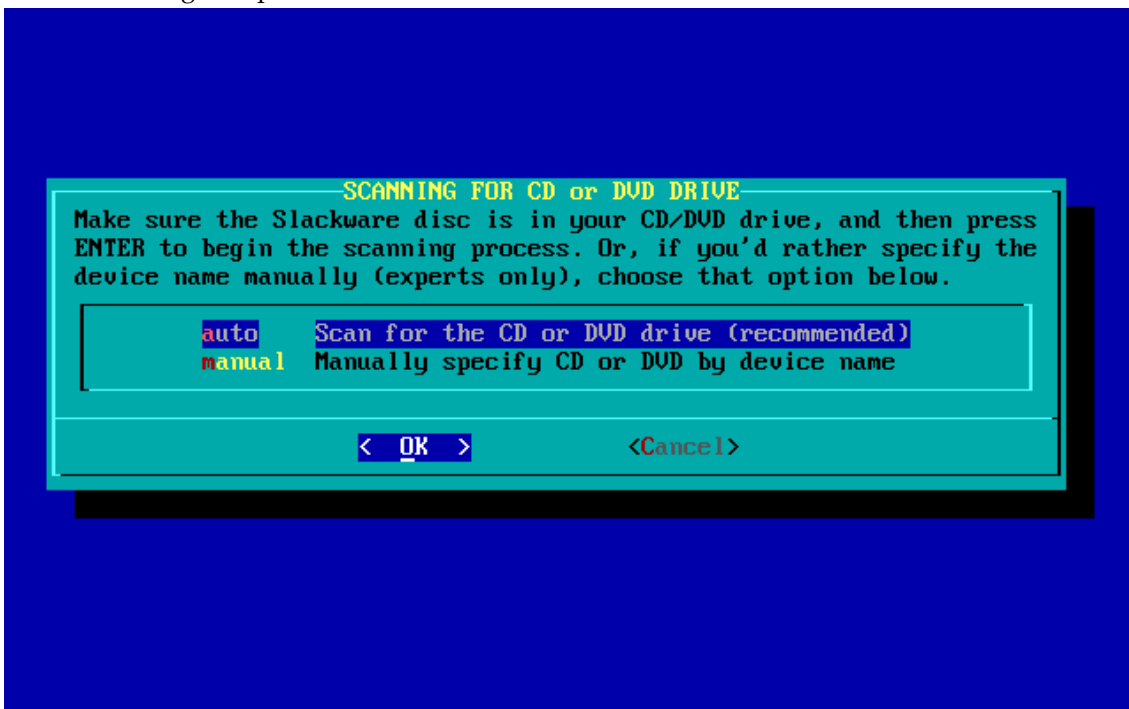 SCANNING FOR CD or DVD DRIVE
Make sure the Slackware disc is in your CD/DVD drive, and then press
ENTER to begin the scanning process. Or, if you'd rather specify the
device name manually (experts only), choose that option below.
auto Scan for the CD or DVD drive (recommended)
manual Manually specify CD or DVD by device name
< OK > <Cancel>